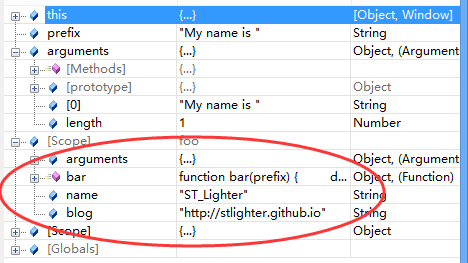 this {...} [Object, Window]
prefix "My name is " String
arguments {...} Object, (Argument
[Methods] {...}
[prototype] {...} Object
[0] "My name is " String
length 1 Number
[Scope] foo
arguments {...} Object, (Argument
bar function bar(prefix) { d... Object, (Function)
name "ST_Lighter" String
blog "http://stlighter.github.io" String
[Scope] {...} Object
[Globals] {...}